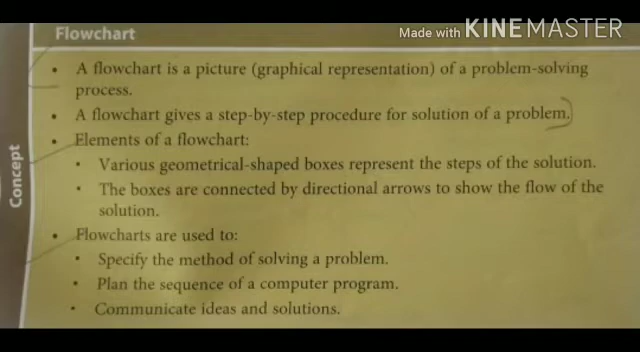 Flowchart
Made with KINEMASTER
• A flowchart is a picture (graphical representation) of a problem-solving
process.
• A flowchart gives a step-by-step procedure for solution of a problem.
• Elements of a flowchart:
• Various geometrical-shaped boxes represent the steps of the solution.
• The boxes are connected by directional arrows to show the flow of the
solution.
• Flowcharts are used to:
• Specify the method of solving a problem.
• Plan the sequence of a computer program.
• Communicate ideas and solutions.
Concept